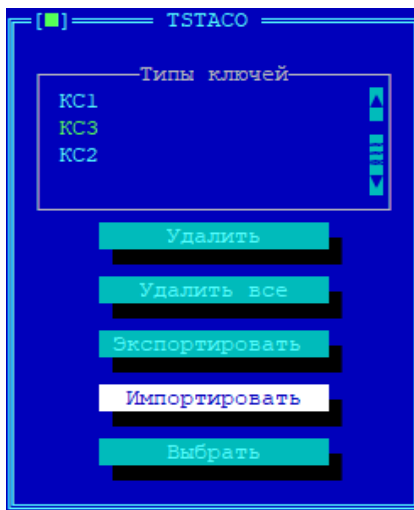 TSTACO
Типы ключей
КС1
КС3
КС2
Удалить
Удалить все
Экспортировать
Импортировать
Выбрать